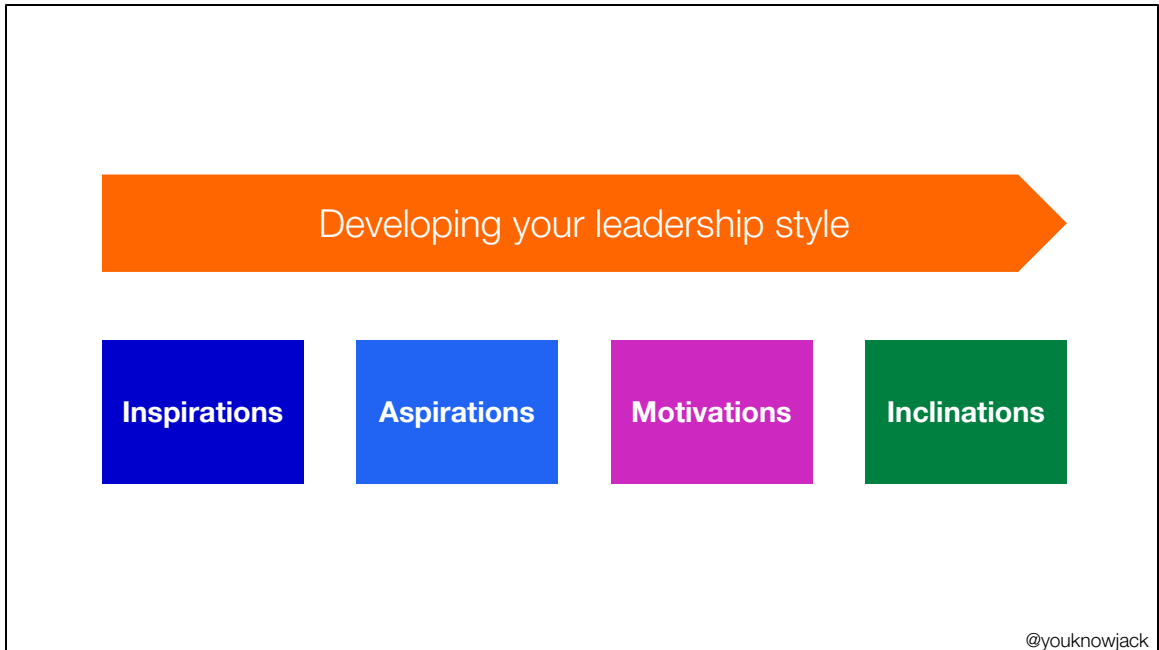 Developing your leadership style
Inspirations
Aspirations
Motivations
Inclinations
@youknowjack